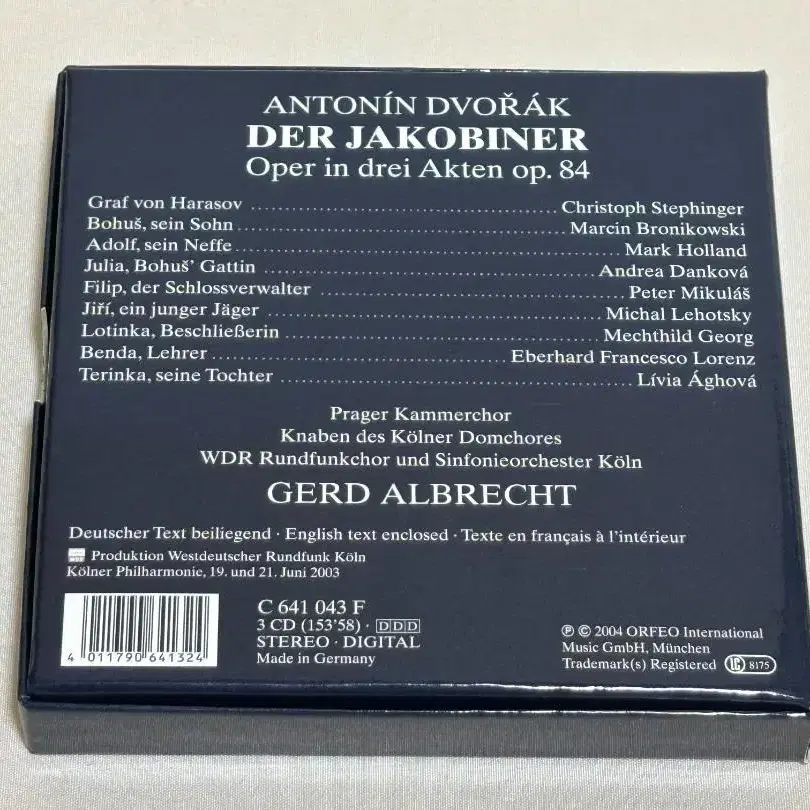 ANTONÍN DVOŘÁK
DER JAKOBINER
Oper in drei Akten op. 84
Graf von Harasov ........ Christoph Stephinger
Bohuš, sein Sohn ........ Marcin Bronikowski
Adolf, sein Neffe ........ Mark Holland
Julia, Bohuš’ Gattin ........ Andrea Danková
Filip, der Schlossverwalter ........ Peter Mikuláš
Jiří, ein junger Jäger ........ Michal Lehotsky
Lotinka, Beschließerin ........ Mechthild Georg
Benda, Lehrer ........ Eberhard Francesco Lorenz
Terinka, seine Tochter ........ Lívia Ághová
Prager Kammerchor
Knaben des Kölner Domchores
WDR Rundfunkchor und Sinfonieorchester Köln
GERD ALBRECHT
Deutscher Text beiliegend · English text enclosed · Texte en français à l’intérieur
Produktion Westdeutscher Rundfunk Köln
Kölner Philharmonie, 19. und 21. Juni 2003
4 011790 641324
C 641 043 F
3 CD (153’58) · DDD
STEREO · DIGITAL
Made in Germany
℗ © 2004 ORFEO International
Music GmbH, München
Trademark(s) Registered LC 8175